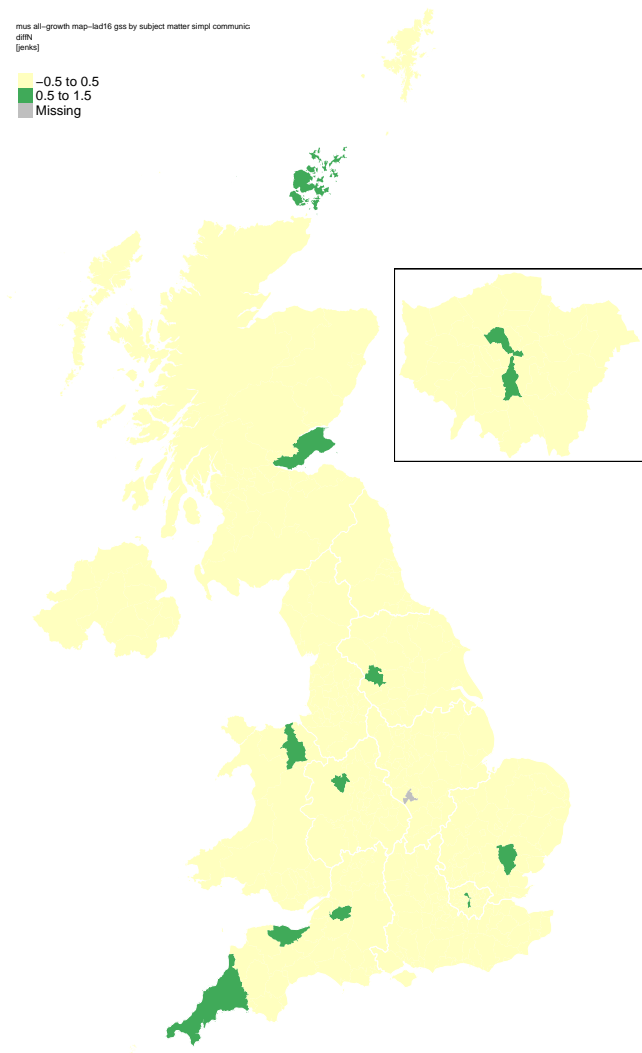 mus all−growth map−lad16 gss by subject matter simpl communic
diffN
[jenks]
−0.5 to 0.5
0.5 to 1.5
Missing